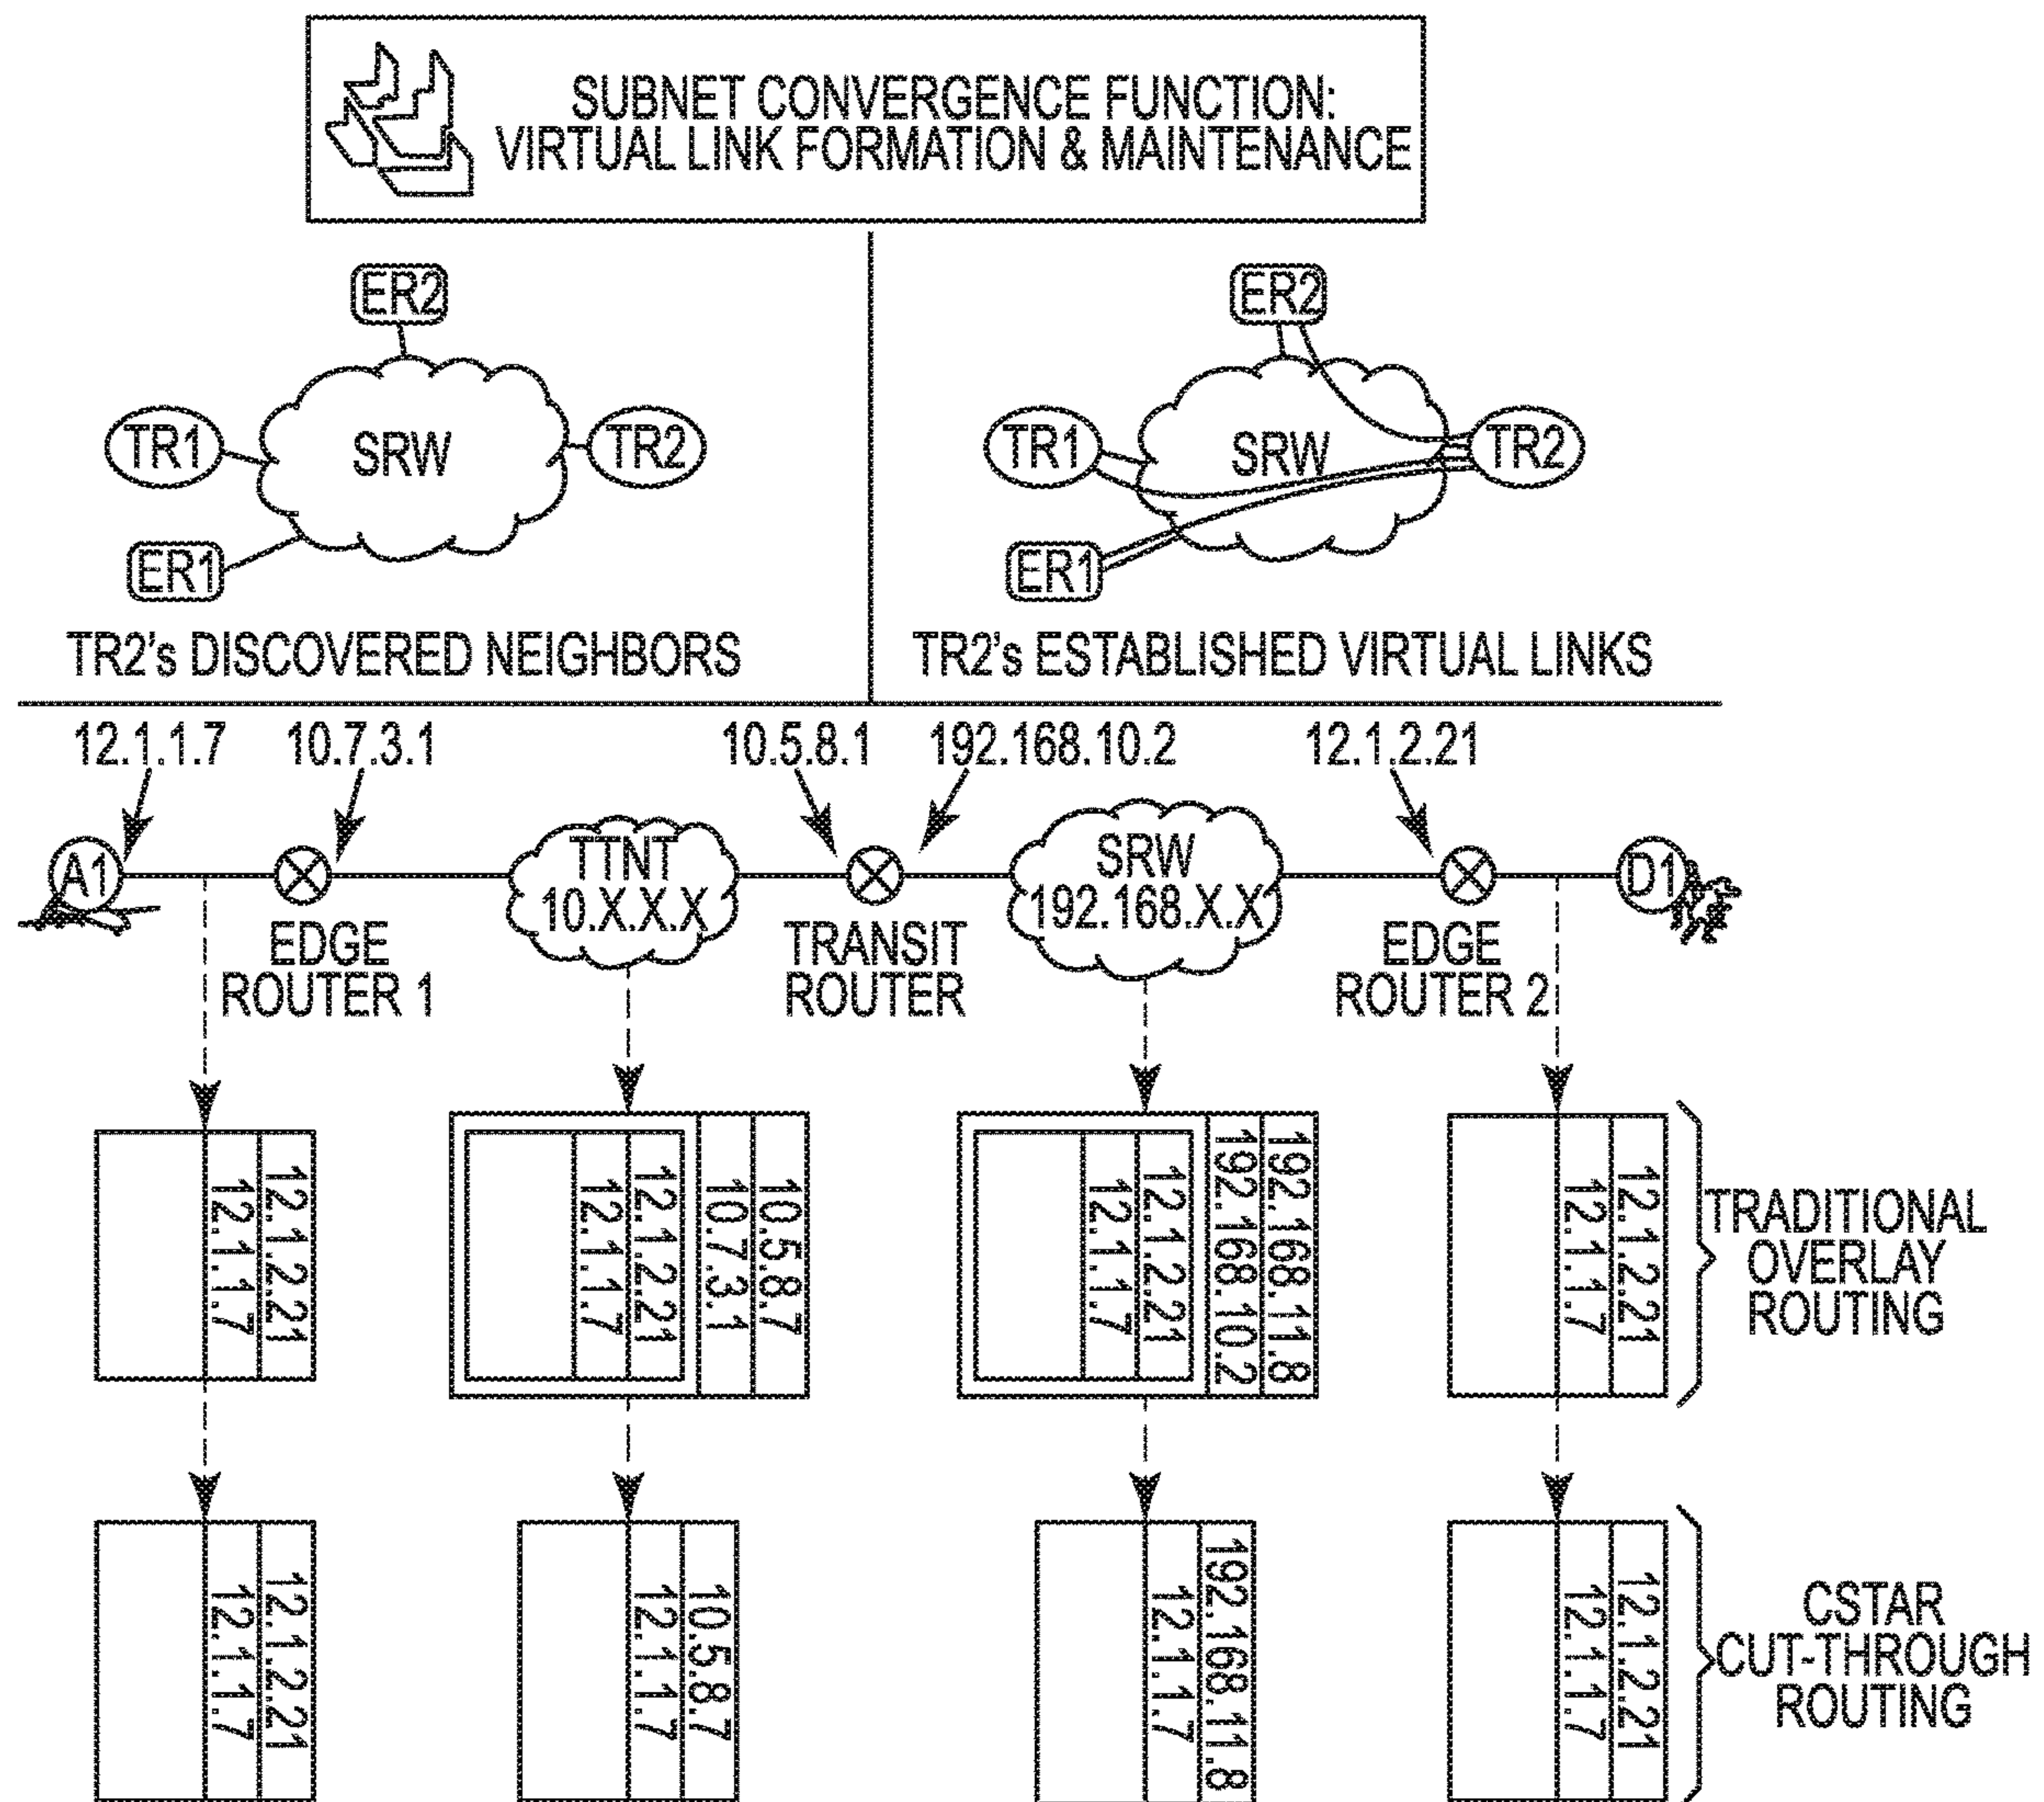 SUBNET CONVERGENCE FUNCTION:
VIRTUAL LINK FORMATION & MAINTENANCE
ER2
TR1
SRW
TR2
ER1
TR2's DISCOVERED NEIGHBORS
ER2
TR1
SRW
TR2
ER1
TR2's ESTABLISHED VIRTUAL LINKS
12.1.1.7
10.7.3.1
10.5.8.1
192.168.10.2
12.1.2.21
A1
TTNT
10.X.X.X
SRW
192.168.X.X
D1
EDGE
ROUTER 1
TRANSIT
ROUTER
EDGE
ROUTER 2
12.1.1.7
12.1.2.21
12.1.1.7
12.1.2.21
10.7.3.1
10.5.8.7
12.1.1.7
12.1.2.21
192.168.10.2
192.168.11.8
12.1.1.7
12.1.2.21
TRADITIONAL
OVERLAY
ROUTING
12.1.1.7
12.1.2.21
12.1.1.7
10.5.8.7
12.1.1.7
192.168.11.8
12.1.1.7
12.1.2.21
CSTAR
CUT-THROUGH
ROUTING